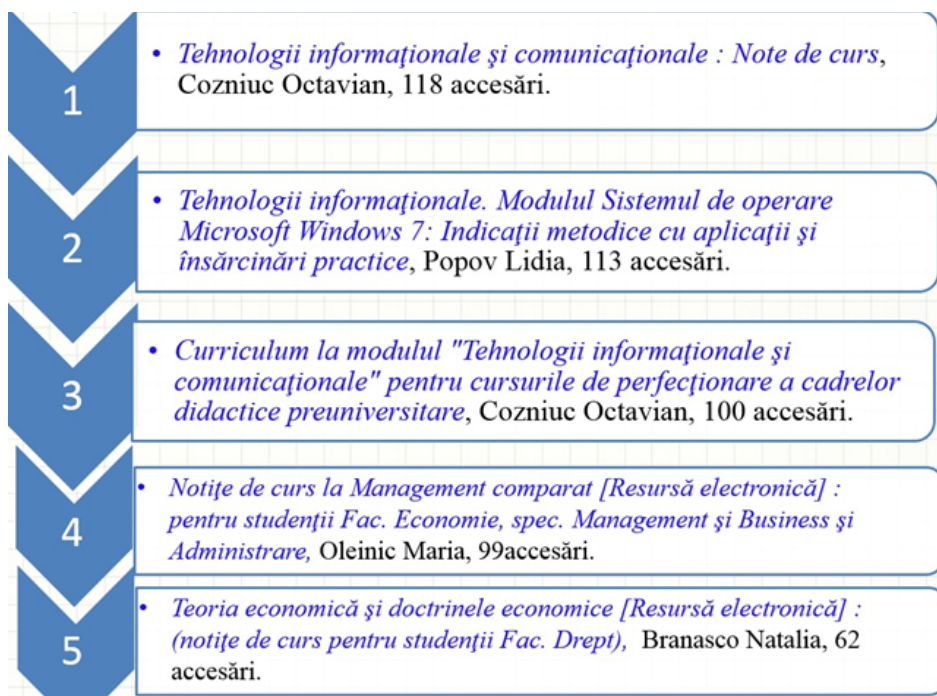 1
• Tehnologii informaţionale şi comunicaţionale : Note de curs,
Cozniuc Octavian, 118 accesări.
2
• Tehnologii informaţionale. Modulul Sistemul de operare
Microsoft Windows 7: Indicaţii metodice cu aplicaţii şi
însărcinări practice, Popov Lidia, 113 accesări.
3
• Curriculum la modulul "Tehnologii informaţionale şi
comunicaţionale" pentru cursurile de perfecţionare a cadrelor
didactice preuniversitare, Cozniuc Octavian, 100 accesări.
4
• Notiţe de curs la Management comparat [Resursă electronică] :
pentru studenţii Fac. Economie, spec. Management şi Business şi
Administrare, Oleinic Maria, 99accesări.
5
• Teoria economică şi doctrinele economice [Resursă electronică] :
(notiţe de curs pentru studenţii Fac. Drept), Branasco Natalia, 62
accesări.